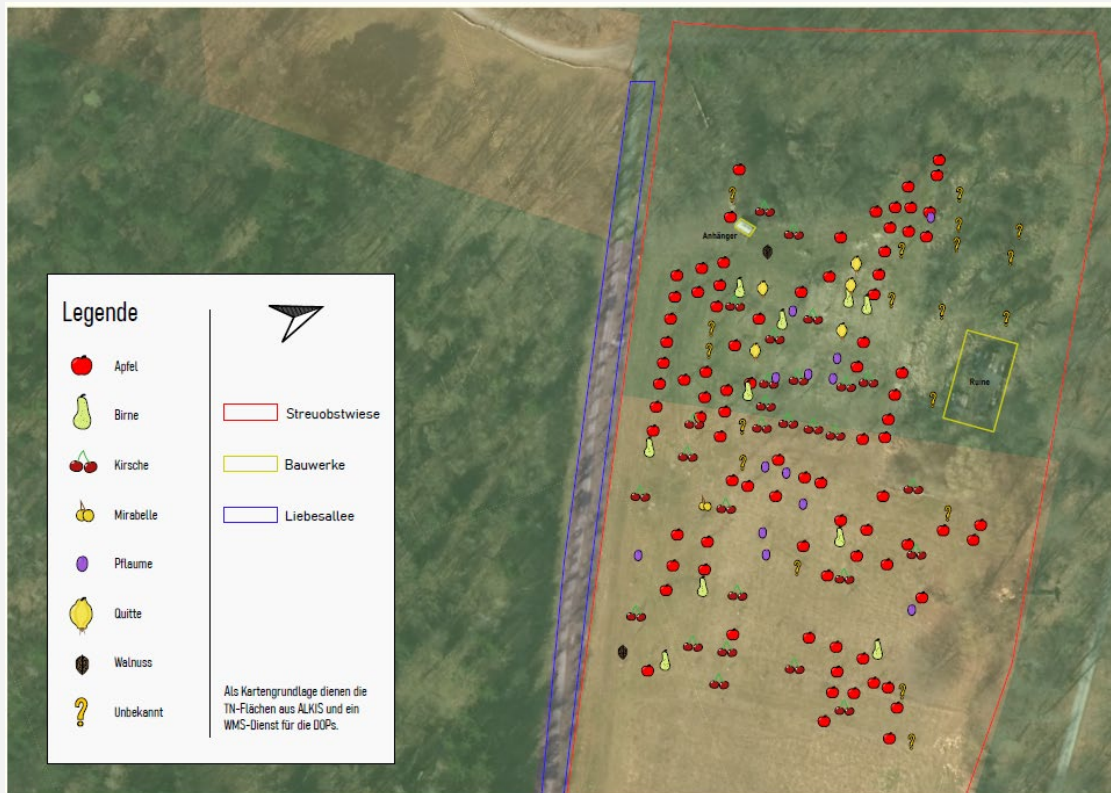 Anhänger
Ruine
Legende
Apfel
Birne
Kirsche
Mirabelle
Pflaume
Quitte
Walnuss
Unbekannt
Streuobstwiese
Bauwerke
Liebesallee
Als Kartengrundlage dienen die
TN-Flächen aus ALKIS und ein
WMS-Dienst für die DOPs.